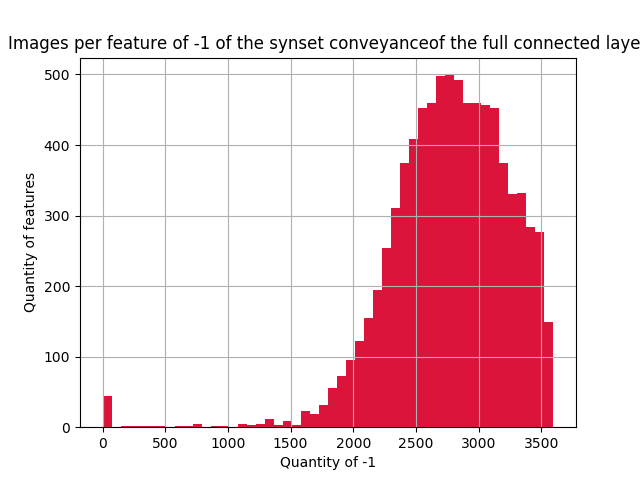 Images per feature of -1 of the synset conveyanceof the full connected laye
500
400
300
200
100
0
Quantity of features
0 500 1000 1500 2000 2500 3000 3500
Quantity of -1